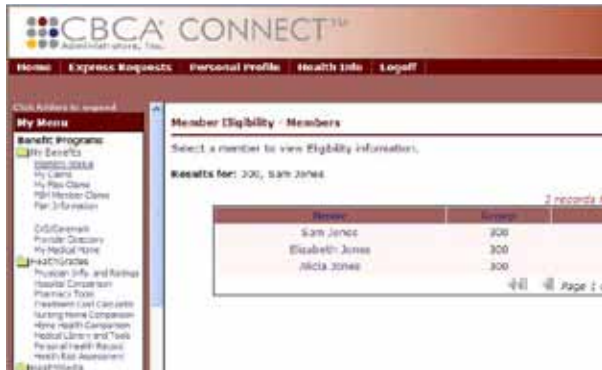 CBCA CONNECT™
Administrators, Inc.
Home Express Requests Personal Profile Health Info Logoff
Click folders to expand
My Menu
Benefit Programs
My Benefits
My Claims
My Flex Claims
Plan Information
CVS/Caremark
Provider Directory
My Medical Home
HealthGrades
Physician Info. and Ratings
Hospital Comparison
Pharmacy Tools
Treatment Cost Calculator
Nursing Home Comparison
Home Health Comparison
Medical Library and Tools
Personal Health Record
Health Risk Assessment
Member Eligibility - Members
Select a member to view Eligibility information.
Results for: 300, Sam Jones
records
Name Group
Sam Jones 300
Elizabeth Jones 300
Alicia Jones 300
Page 1